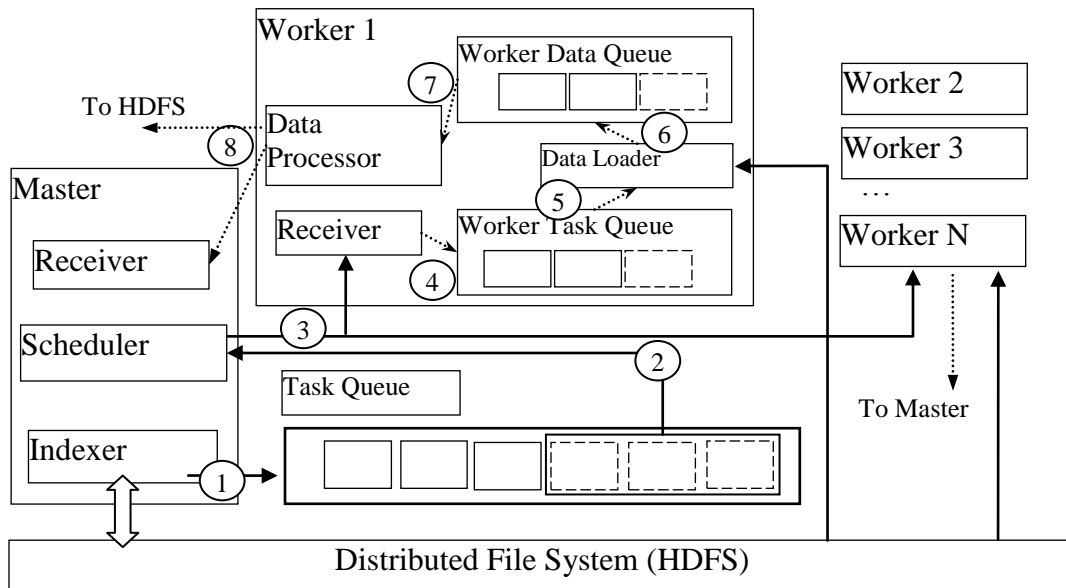 Worker 1
Worker Data Queue
7
Worker 2
To HDFS
Data
Processor
6
8
Data Loader
Worker 3
Master
5
…
Receiver
Worker Task Queue
Worker N
Receiver
4
3
Scheduler
2
Task Queue
To Master
Indexer
1
Distributed File System (HDFS)